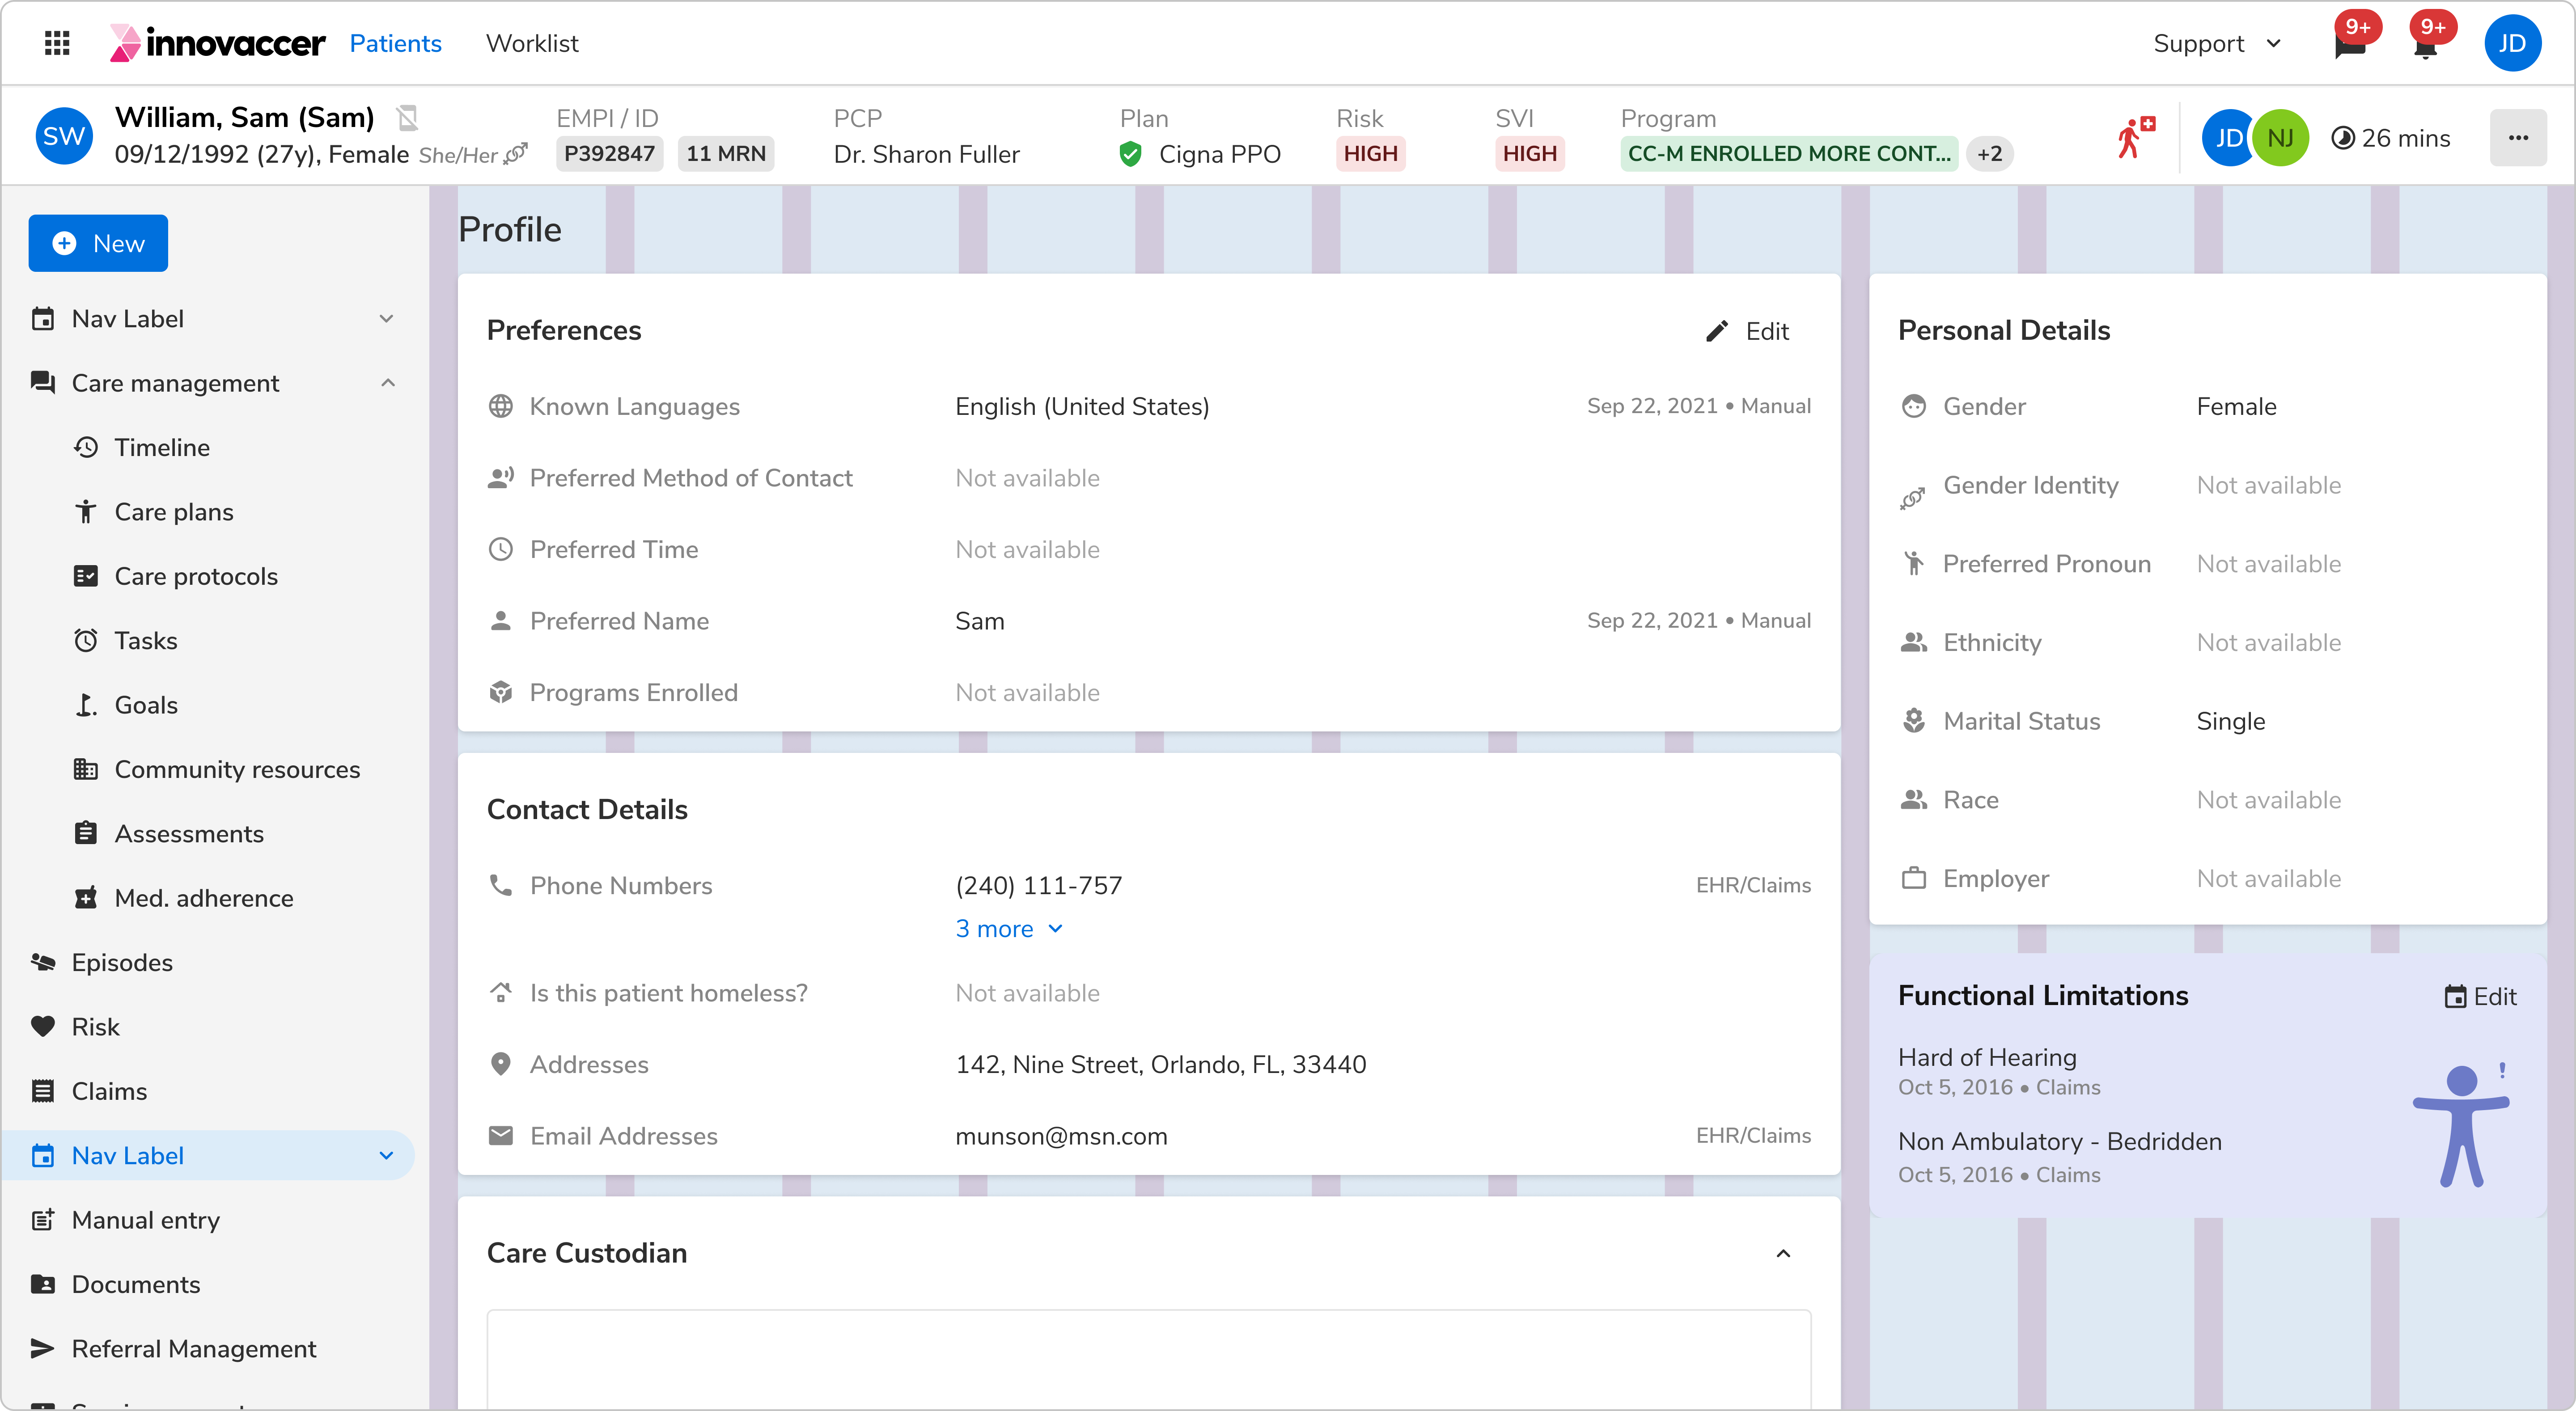 innovaccer Patients Worklist Support 9+ 9+ JD
SW
William, Sam (Sam)
09/12/1992 (27y), Female She/Her
EMPI / ID
P392847 11 MRN
PCP
Dr. Sharon Fuller
Plan
Cigna PPO
Risk
HIGH
SVI
HIGH
Program
CC-M ENROLLED MORE CONT... +2
JD NJ 26 mins
New
Nav Label
Care management
Timeline
Care plans
Care protocols
Tasks
Goals
Community resources
Assessments
Med. adherence
Episodes
Risk
Claims
Nav Label
Manual entry
Documents
Referral Management
Profile
Preferences Edit
Known Languages English (United States) Sep 22, 2021 • Manual
Preferred Method of Contact Not available
Preferred Time Not available
Preferred Name Sam Sep 22, 2021 • Manual
Programs Enrolled Not available
Contact Details
Phone Numbers (240) 111-757 EHR/Claims
3 more
Is this patient homeless? Not available
Addresses 142, Nine Street, Orlando, FL, 33440
Email Addresses munson@msn.com EHR/Claims
Care Custodian
Personal Details
Gender Female
Gender Identity Not available
Preferred Pronoun Not available
Ethnicity Not available
Marital Status Single
Race Not available
Employer Not available
Functional Limitations Edit
Hard of Hearing
Oct 5, 2016 • Claims
Non Ambulatory - Bedridden
Oct 5, 2016 • Claims